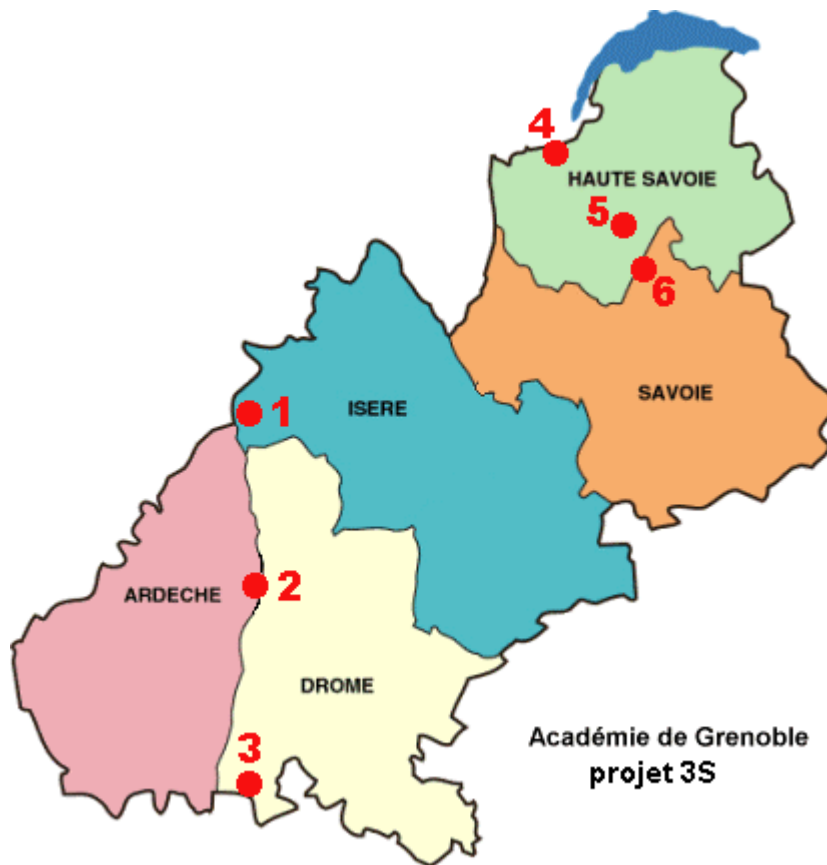 4
HAUTE SAVOIE
5
6
SAVOIE
1
ISERE
ARDECHE
2
DROME
3
Académie de Grenoble
projet 3S